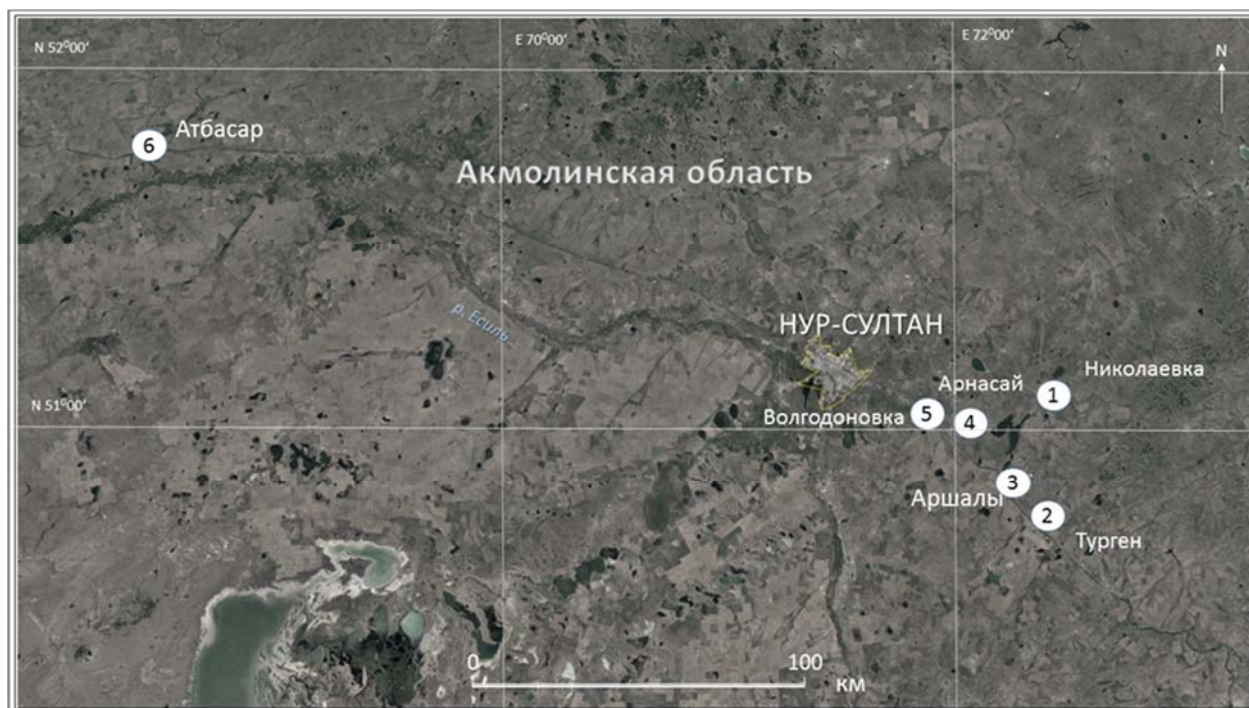 N 52⁰00‘
E 70⁰00‘
E 72⁰00‘
N
6
Атбасар
Акмолинская область
р. Есиль
НУР-СУЛТАН
N 51⁰00‘
Арнасай
Николаевка
1
Волгодоновка
5
4
3
Аршалы
2
Турген
0
100
км